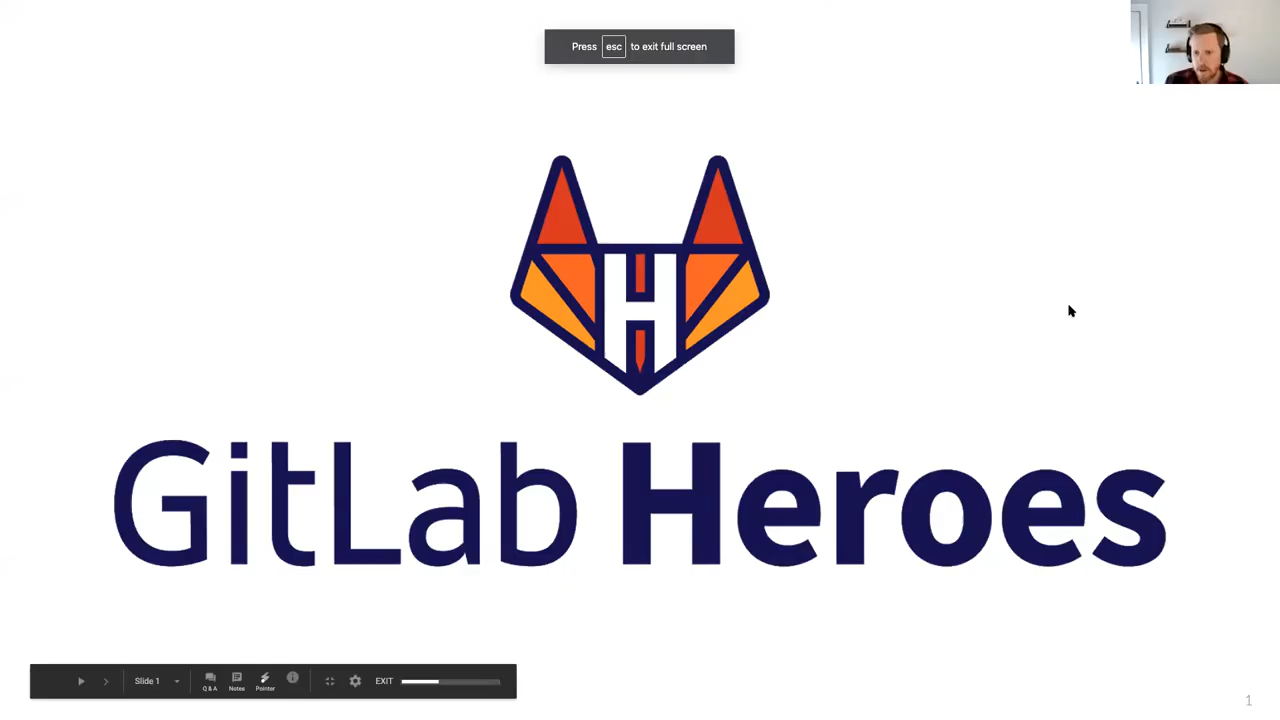 Press esc to exit full screen
H
GitLab Heroes
Slide 1
Q & A
Notes
Pointer
EXIT
1